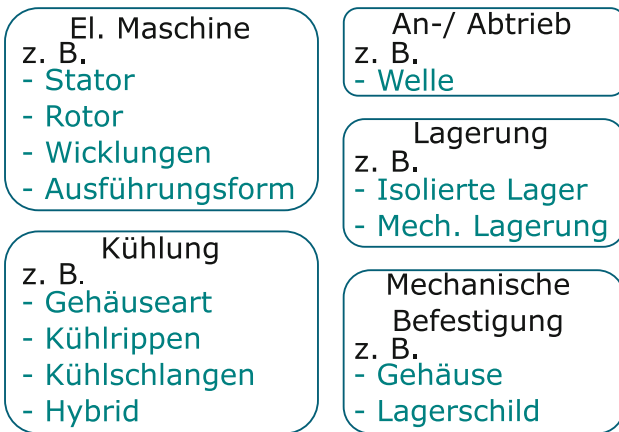 El. Maschine
z. B.
- Stator
- Rotor
- Wicklungen
- Ausführungsform
Kühlung
z. B.
- Gehäuseart
- Kühlrippen
- Kühlschlangen
- Hybrid
An-/ Abtrieb
z. B.
- Welle
Lagerung
z. B.
- Isolierte Lager
- Mech. Lagerung
Mechanische
Befestigung
z. B.
- Gehäuse
- Lagerschild